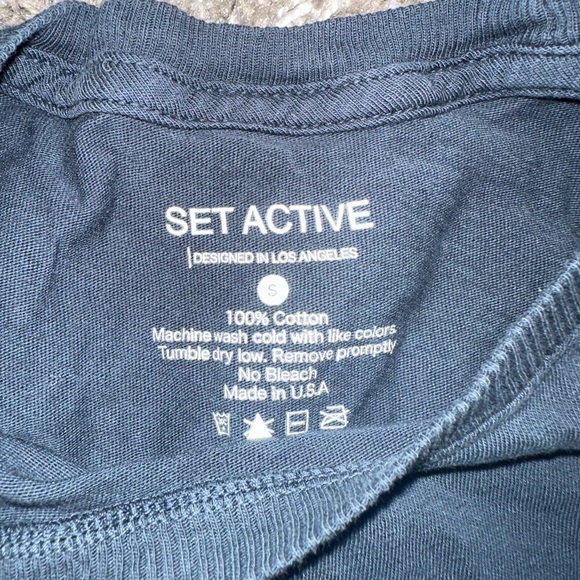 SET ACTIVE
DESIGNED IN LOS ANGELES
S
100% Cotton
Machine wash cold with like colors
Tumble dry low. Remove promptly
No Bleach
Made in U.S.A